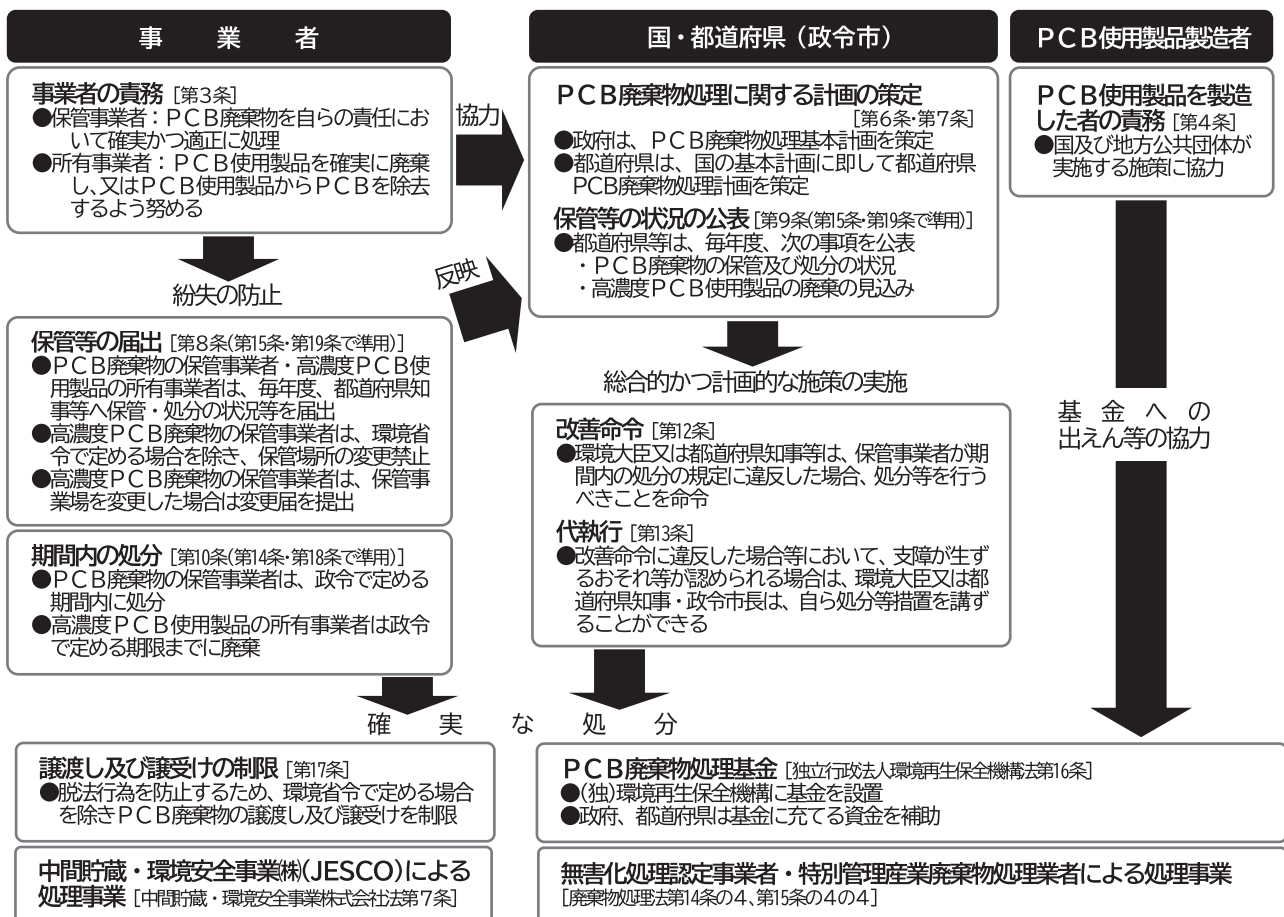 事業者
国・都道府県（政令市）
ＰＣＢ使用製品製造者
事業者の責務 [第3条]
●保管事業者：ＰＣＢ廃棄物を自らの責任にお
いて確実かつ適正に処理
●所有事業者：ＰＣＢ使用製品を確実に廃棄
し、又はＰＣＢ使用製品からＰＣＢを除去
するよう努める
協力
紛失の防止
反映
保管等の届出 [第8条(第15条・第19条で準用)]
●ＰＣＢ廃棄物の保管事業者・高濃度ＰＣＢ使
用製品の所有事業者は、毎年度、都道府県知
事等へ保管・処分の状況等を届出
●高濃度ＰＣＢ廃棄物の保管事業者は、環境省
令で定める場合を除き、保管場所の変更禁止
●高濃度ＰＣＢ廃棄物の保管事業者は、保管事
業場を変更した場合は変更届を提出
期間内の処分 [第10条(第14条・第18条で準用)]
●ＰＣＢ廃棄物の保管事業者は、政令で定める
期間内に処分
●高濃度ＰＣＢ使用製品の所有事業者は政令
で定める期限までに廃棄
ＰＣＢ廃棄物処理に関する計画の策定
[第6条・第7条]
●政府は、ＰＣＢ廃棄物処理基本計画を策定
●都道府県は、国の基本計画に即して都道府県
PCB廃棄物処理計画を策定
保管等の状況の公表 [第9条(第15条・第19条で準用)]
●都道府県等は、毎年度、次の事項を公表
・ＰＣＢ廃棄物の保管及び処分の状況
・高濃度ＰＣＢ使用製品の廃棄の見込み
総合的かつ計画的な施策の実施
改善命令 [第12条]
●環境大臣又は都道府県知事等は、保管事業者が期
間内の処分の規定に違反した場合、処分等を行う
べきことを命令
代執行 [第13条]
●改善命令に違反した場合等において、支障が生ず
るおそれ等が認められる場合は、環境大臣又は都
道府県知事・政令市長は、自ら処分等措置を講ず
ることができる
ＰＣＢ使用製品を製造
した者の責務 [第4条]
●国及び地方公共団体が
実施する施策に協力
基金への
出えん等の協力
確実な処分
譲渡し及び譲受けの制限 [第17条]
●脱法行為を防止するため、環境省令で定める場合
を除きＰＣＢ廃棄物の譲渡し及び譲受けを制限
ＰＣＢ廃棄物処理基金 [独立行政法人環境再生保全機構法第16条]
●(独)環境再生保全機構に基金を設置
●政府、都道府県は基金に充てる資金を補助
中間貯蔵・環境安全事業㈱(JESCO)による
処理事業 [中間貯蔵・環境安全事業株式会社法第7条]
無害化処理認定事業者・特別管理産業廃棄物処理業者による処理事業
[廃棄物処理法第14条の4、第15条の4の4]